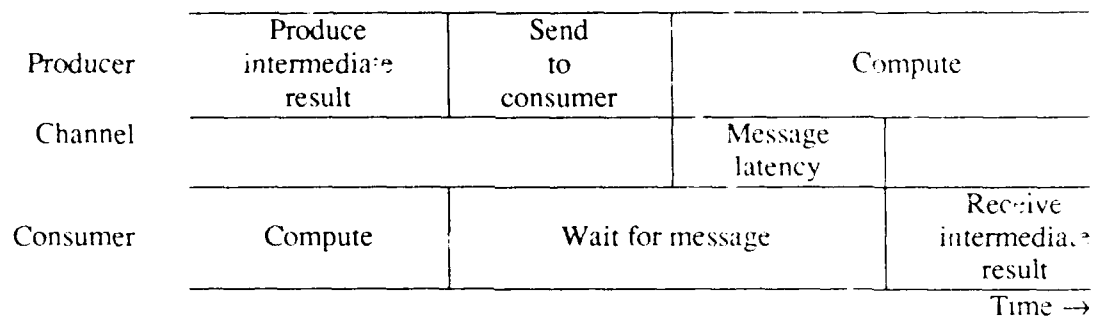 Produce Send
Producer intermediate to Compute
result consumer
Channel Message
latency
Receive
Consumer Compute Wait for message intermediate
result
Time →